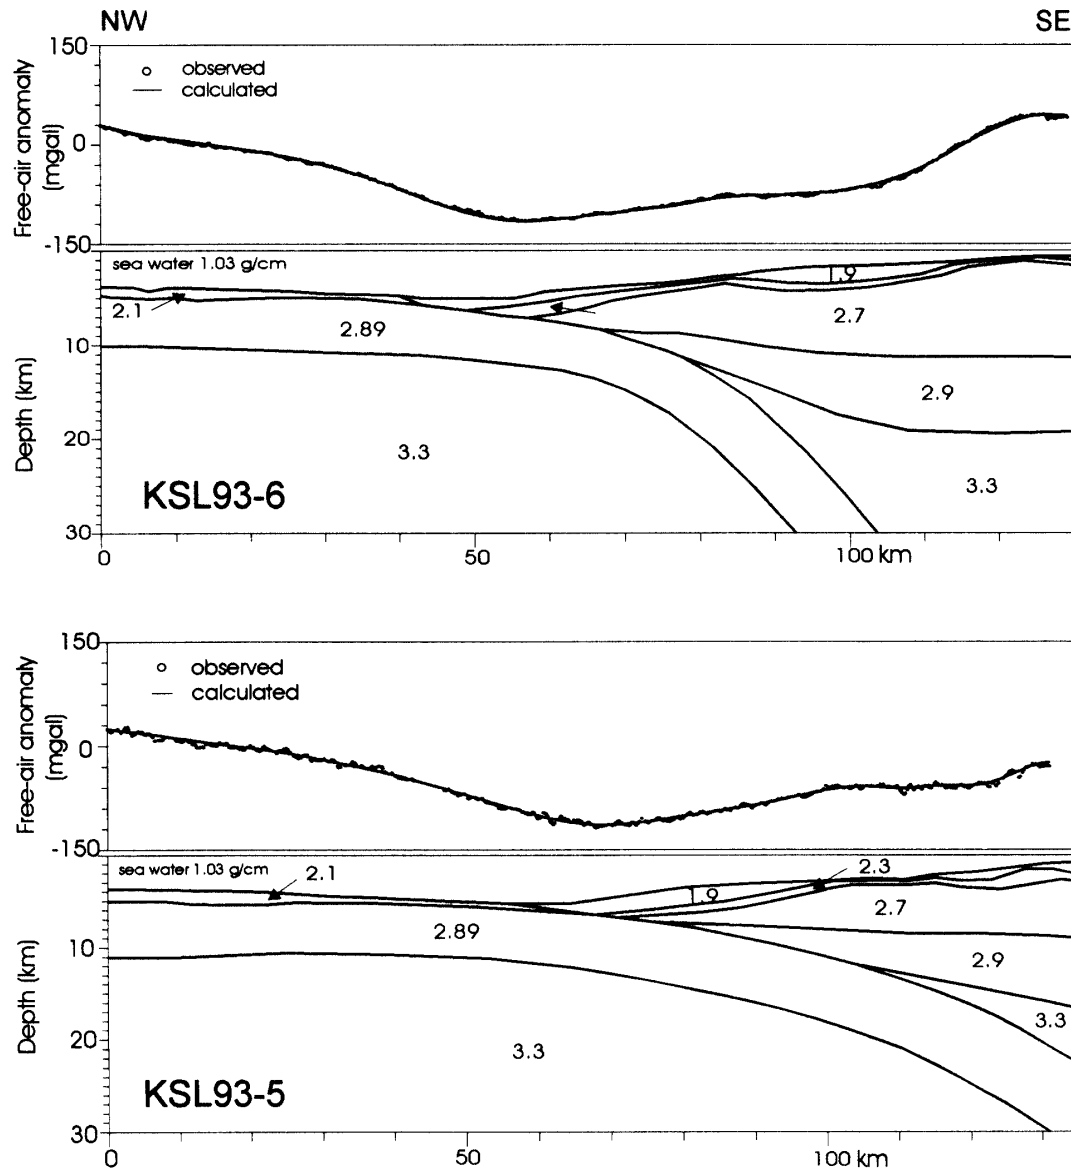 NW SE
150
observed
calculated
Free-air anomaly
(mgal)
0
-150
sea water 1.03 g/cm
1.9
2.1
2.89
2.7
10
Depth (km)
2.9
20
3.3
3.3
KSL93-6
30
0 50 100 km
150
observed
calculated
Free-air anomaly
(mgal)
0
-150
sea water 1.03 g/cm
2.1
2.3
1.9
2.7
2.89
10
Depth (km)
2.9
3.3
20
3.3
KSL93-5
30
0 50 100 km